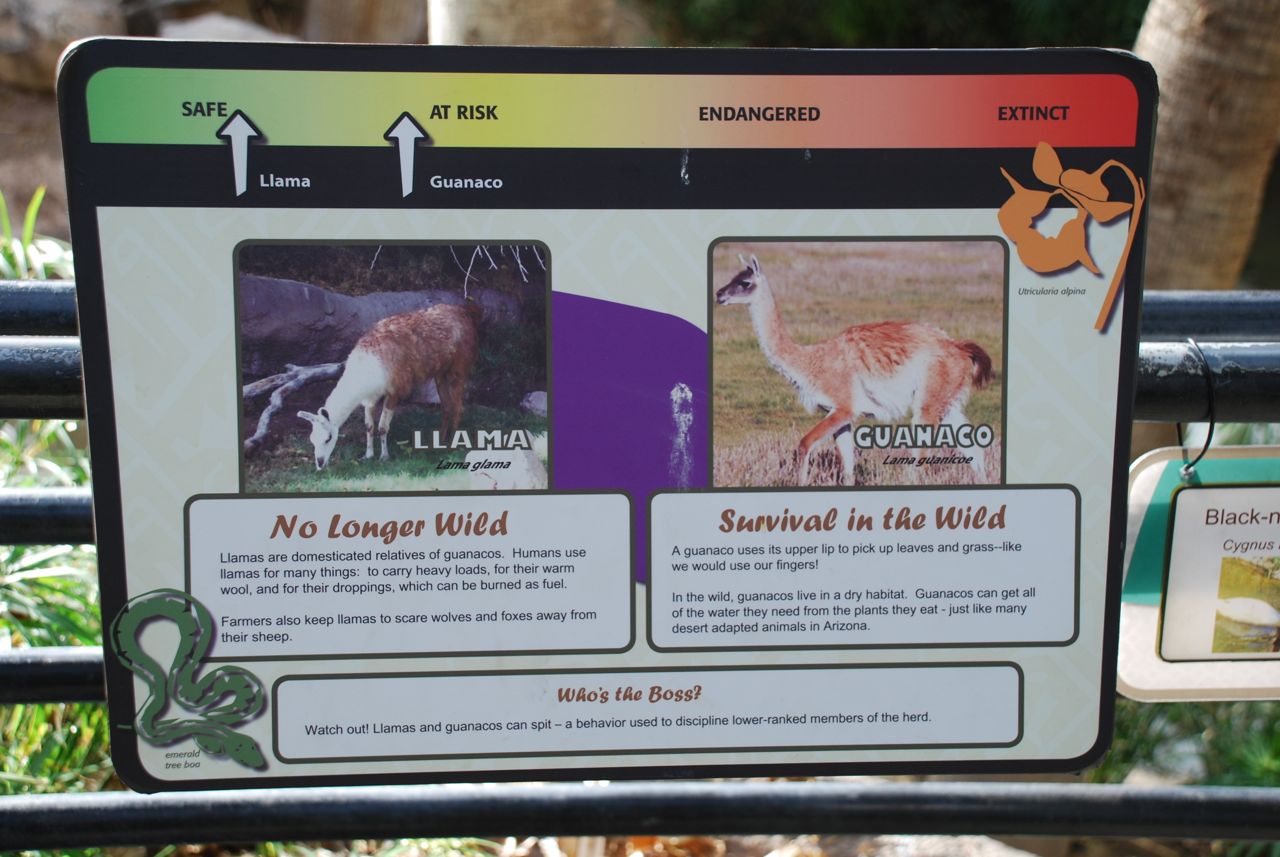 SAFE
AT RISK
ENDANGERED
EXTINCT
Llama
Guanaco
Utricularia alpina
LLAMA
Lama glama
GUANACO
Lama guanicoe
No Longer Wild
Llamas are domesticated relatives of guanacos. Humans use
llamas for many things: to carry heavy loads, for their warm
wool, and for their droppings, which can be burned as fuel.
Farmers also keep llamas to scare wolves and foxes away from
their sheep.
Survival in the Wild
A guanaco uses its upper lip to pick up leaves and grass--like
we would use our fingers!
In the wild, guanacos live in a dry habitat. Guanacos can get all
of the water they need from the plants they eat - just like many
desert adapted animals in Arizona.
Who's the Boss?
Watch out! Llamas and guanacos can spit – a behavior used to discipline lower-ranked members of the herd.
emerald
tree boa
Black-n
Cygnus